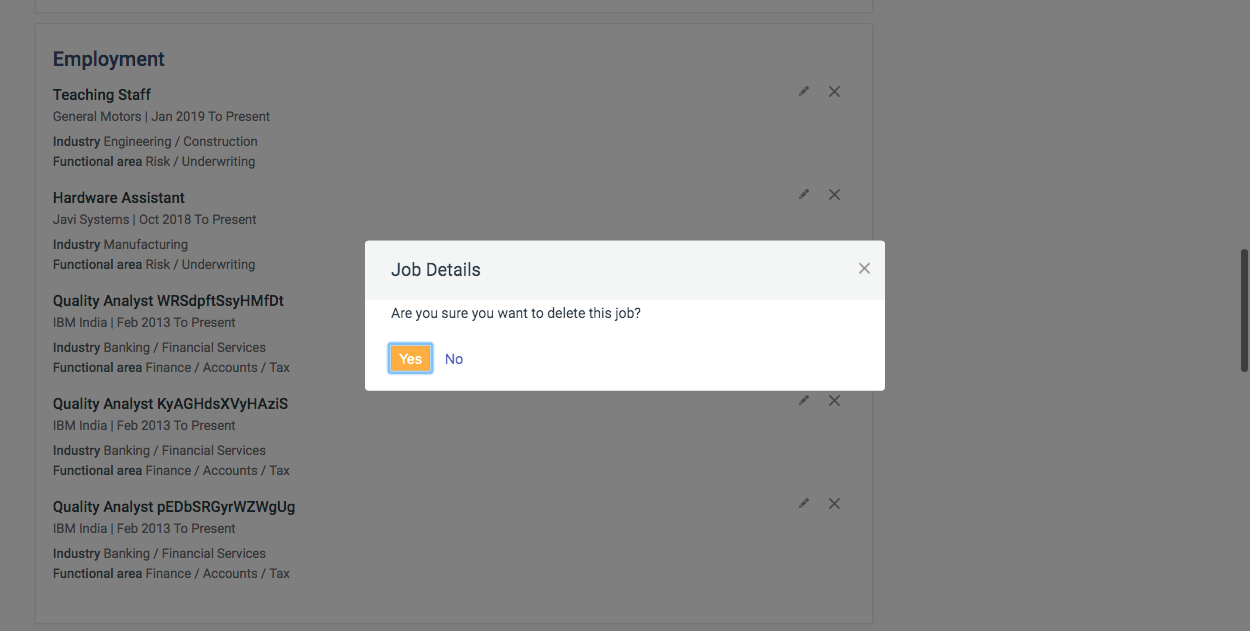 Employment
Teaching Staff
General Motors | Jan 2019 To Present
Industry Engineering / Construction
Functional area Risk / Underwriting
Hardware Assistant
Javi Systems | Oct 2018 To Present
Industry Manufacturing
Functional area Risk / Underwriting
Quality Analyst WRSdpftSsyHMfDt
IBM India | Feb 2013 To Present
Industry Banking / Financial Services
Functional area Finance / Accounts / Tax
Quality Analyst KyAGHdsXVyHAziS
IBM India | Feb 2013 To Present
Industry Banking / Financial Services
Functional area Finance / Accounts / Tax
Quality Analyst pEDbSRGyrWZWgUg
IBM India | Feb 2013 To Present
Industry Banking / Financial Services
Functional area Finance / Accounts / Tax
Job Details
Are you sure you want to delete this job?
Yes No